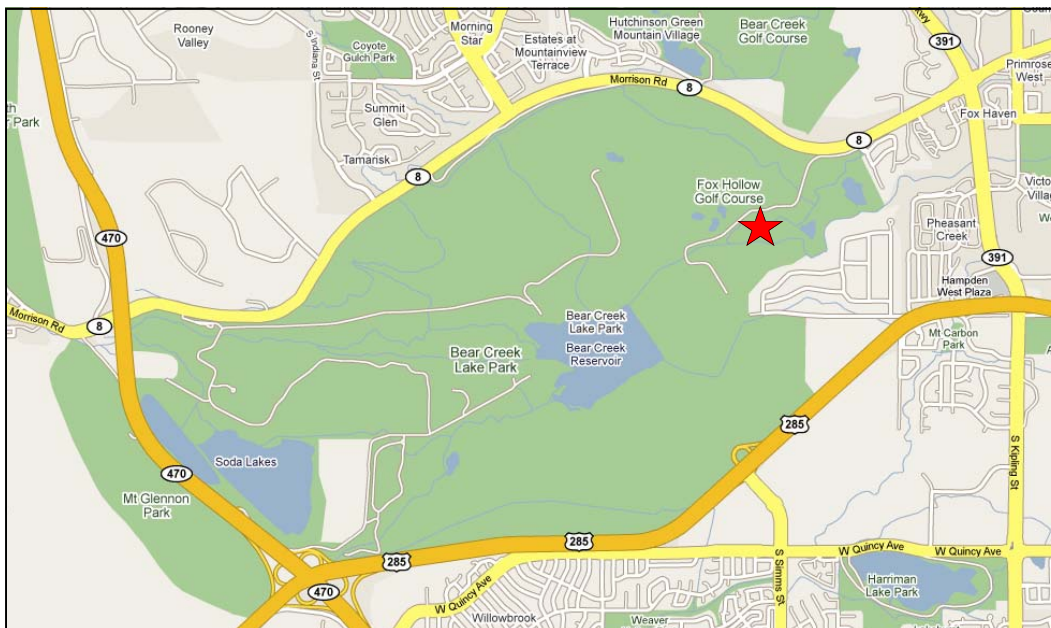 Rooney
Valley
S Indiana St
Coyote
Gulch Park
Morning
Star
Estates at
Mountainview
Terrace
Hutchinson Green
Mountain Village
Bear Creek
Golf Course
391
Primrose
West
Morrison Rd
8
Summit
Glen
Fox Haven
8
Tamarisk
8
Fox Hollow
Golf Course
Pheasant
Creek
470
391
Hampden
West Plaza
Morrison Rd
8
Bear Creek
Lake Park
Bear Creek
Reservoir
Mt Carbon
Park
Bear Creek
Lake Park
285
S Kipling St
Soda Lakes
470
Mt Glennon
Park
285
285
W Quincy Ave
W Quincy Ave
S Simms St
W Quincy Ave
470
Harriman
Lake Park
Willowbrook
Weaver